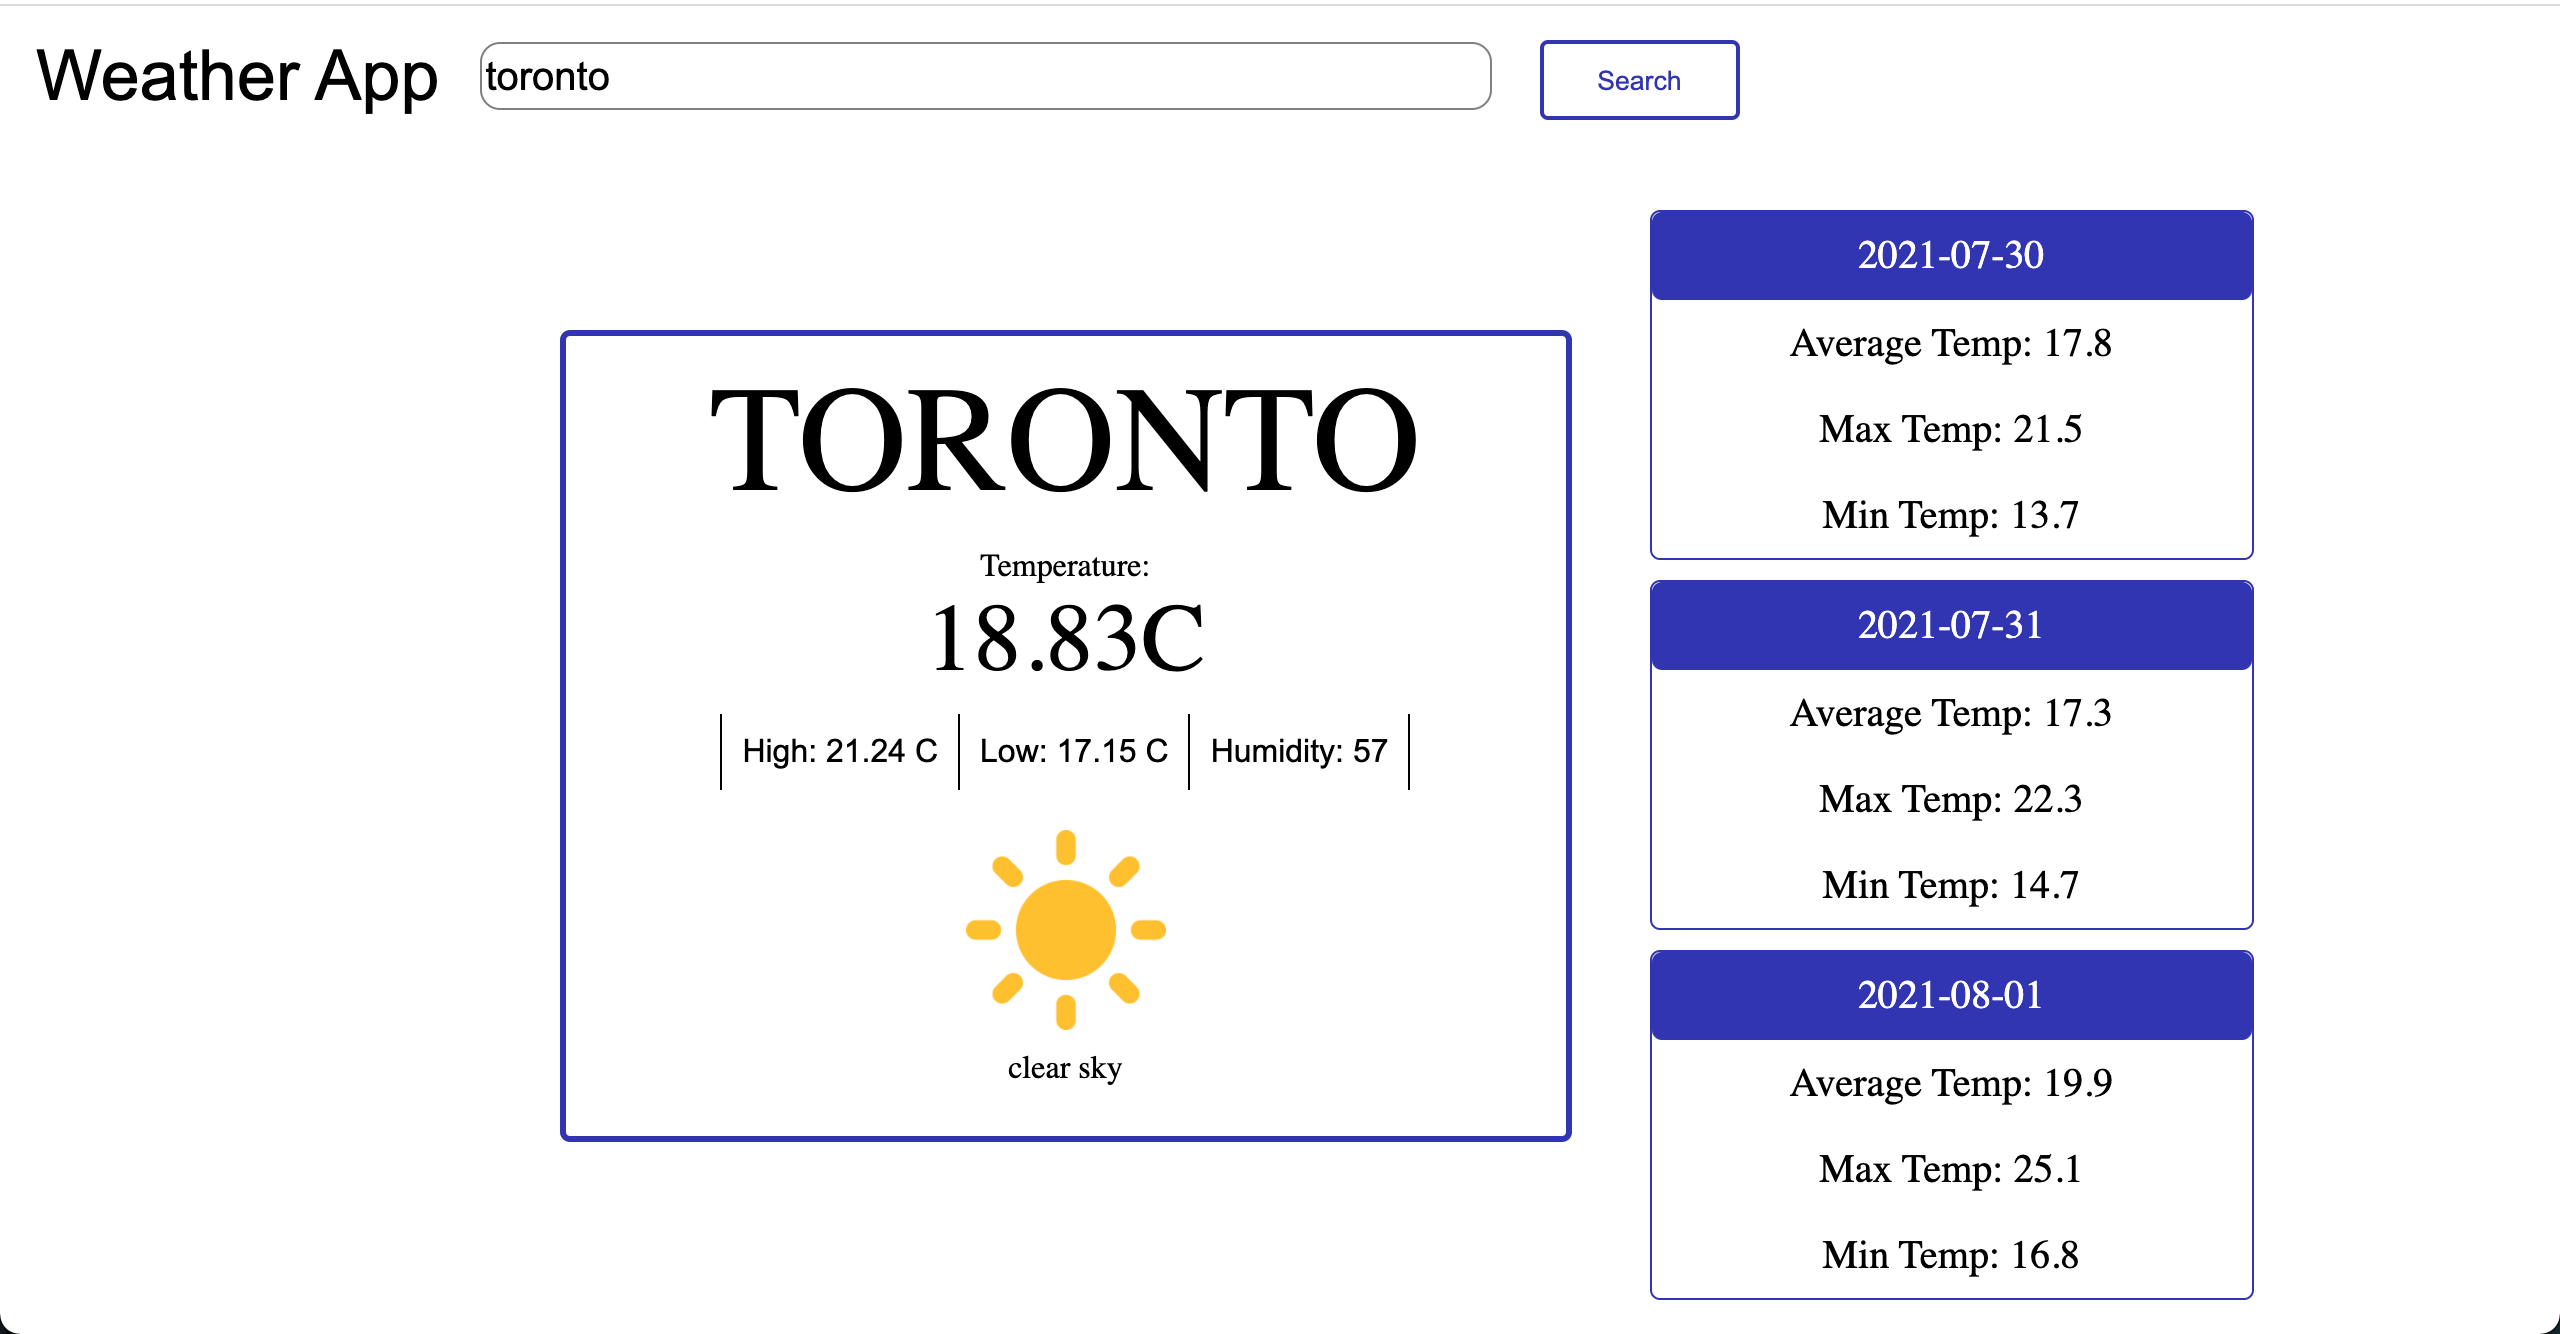 Weather App
toronto
Search
TORONTO
Temperature:
18.83C
High: 21.24 C
Low: 17.15 C
Humidity: 57
clear sky
2021-07-30
Average Temp: 17.8
Max Temp: 21.5
Min Temp: 13.7
2021-07-31
Average Temp: 17.3
Max Temp: 22.3
Min Temp: 14.7
2021-08-01
Average Temp: 19.9
Max Temp: 25.1
Min Temp: 16.8